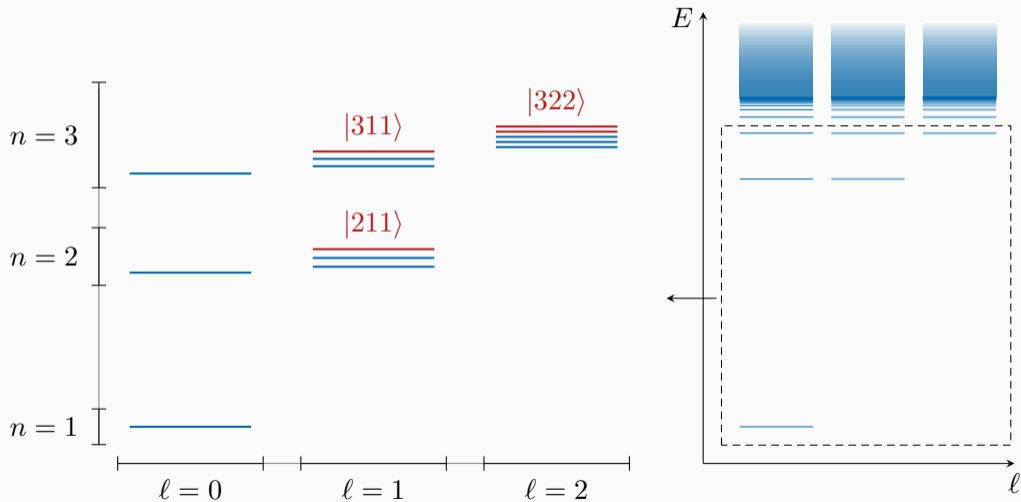 E
|322⟩
|311⟩
n = 3
|211⟩
n = 2
n = 1
ℓ = 0
ℓ = 1
ℓ = 2
ℓ